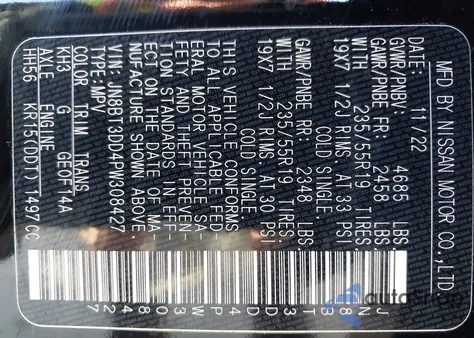 MFD BY NISSAN MOTOR CO.,LTD
DATE: 11/22
GVWR/PNBV: 4685 LBS
GAWR/PNBE FR: 2458 LBS
WITH 235/55R19 TIRES
19X7 1/2J RIMS. AT 33 PSI
COLD SINGLE.
GAWR/PNBE RR: 2348 LBS
WITH 235/55R19 TIRES
19X7 1/2J RIMS. AT 30 PSI
COLD SINGLE.
THIS VEHICLE CONFORMS
TO ALL APPLICABLE FED-
ERAL MOTOR VEHICLE SA-
FETY AND THEFT PREVEN-
TION STANDARDS IN EFF-
ECT ON THE DATE OF MA-
NUFACTURE SHOWN ABOVE.
VIN: JN8BT3DD4PW308427
TYPE:MPV
COLOR TRIM TRANS
KH3 G GE0F14A
AXLE ENGINE
HH56 KR15(DDT) 1497CC
JN8BT3DD4PW308427